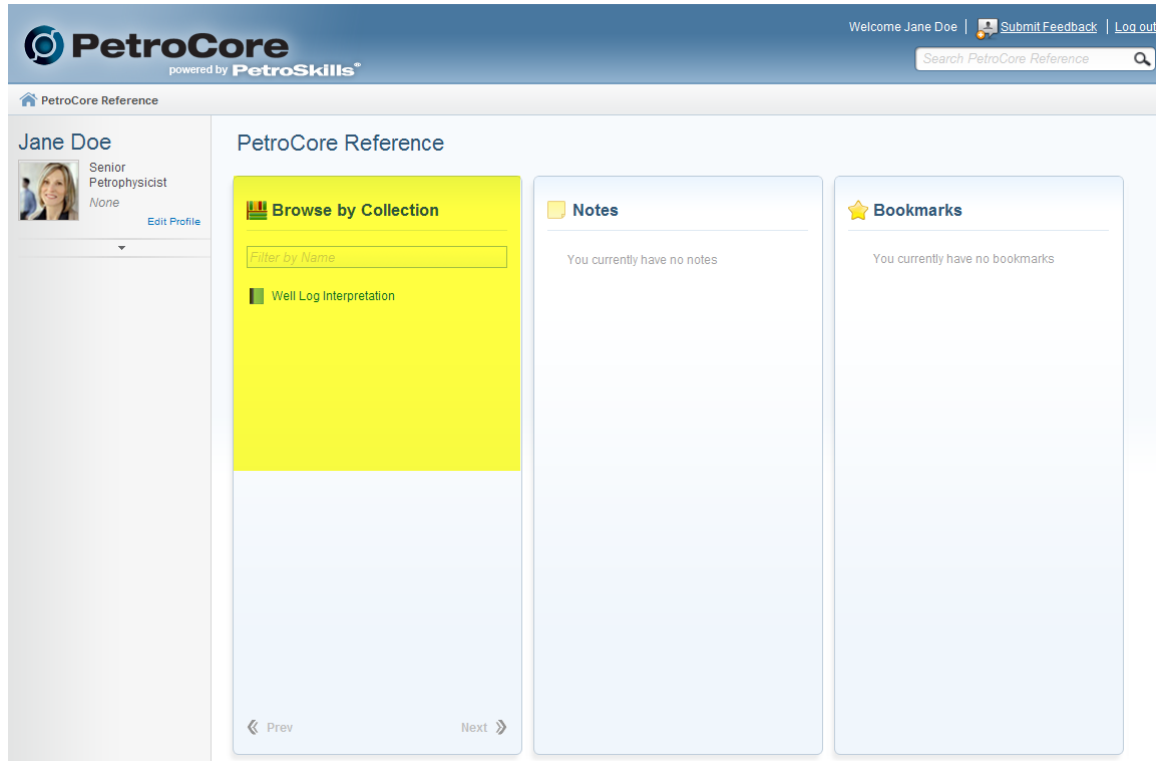 PetroCore
powered by PetroSkills®
Welcome Jane Doe | Submit Feedback | Log out
Search PetroCore Reference
PetroCore Reference
Jane Doe
Senior
Petrophysicist
None
Edit Profile
PetroCore Reference
Browse by Collection
Filter by Name
Well Log Interpretation
Prev Next
Notes
You currently have no notes
Bookmarks
You currently have no bookmarks